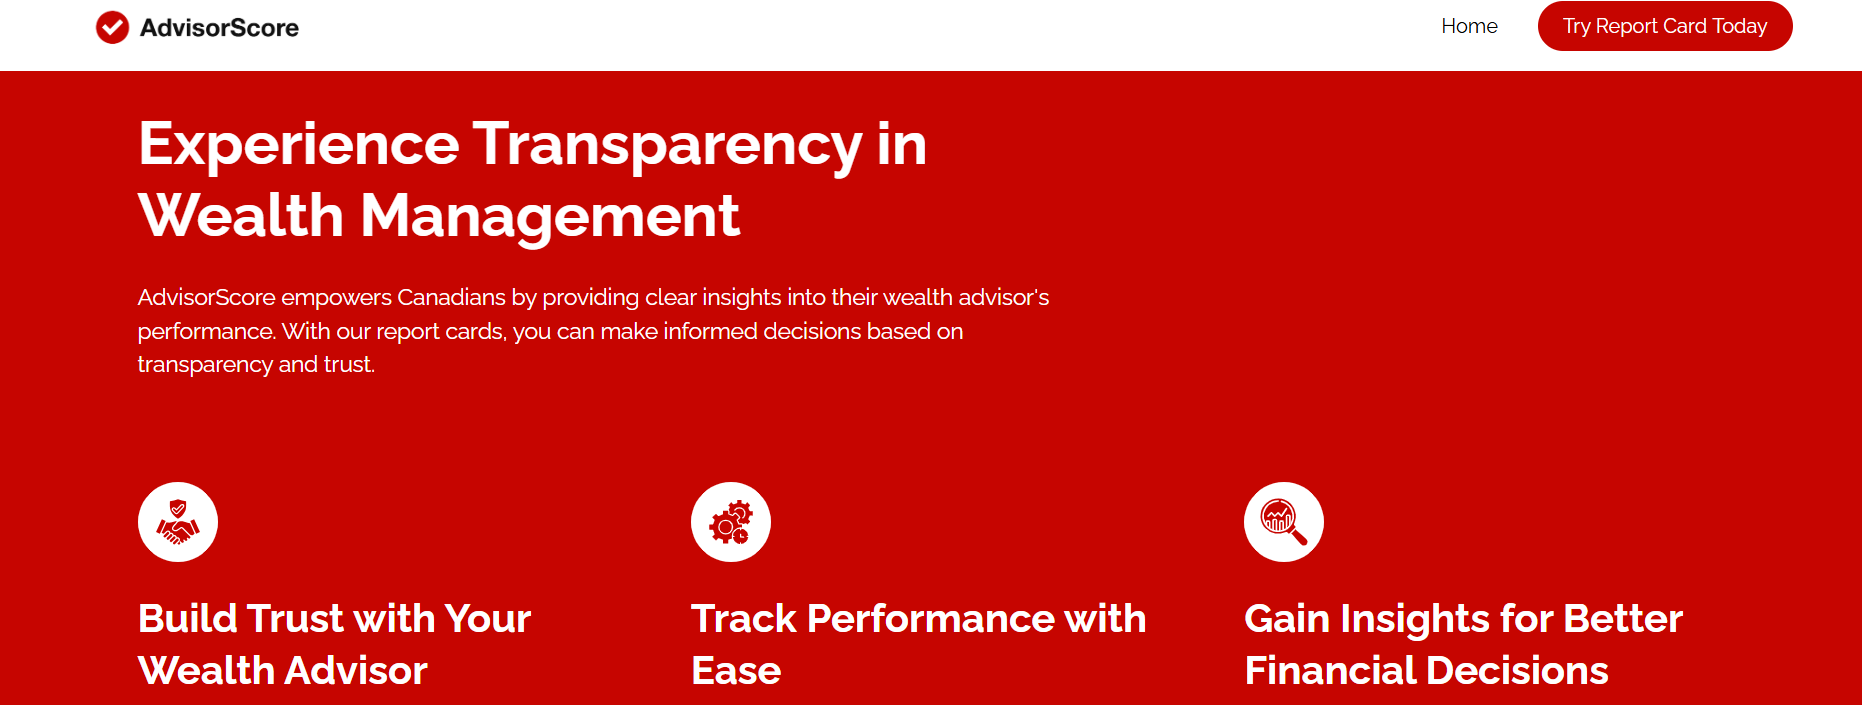 AdvisorScore
Home
Try Report Card Today
Experience Transparency in
Wealth Management
AdvisorScore empowers Canadians by providing clear insights into their wealth advisor's
performance. With our report cards, you can make informed decisions based on
transparency and trust.
Build Trust with Your
Wealth Advisor
Track Performance with
Ease
Gain Insights for Better
Financial Decisions